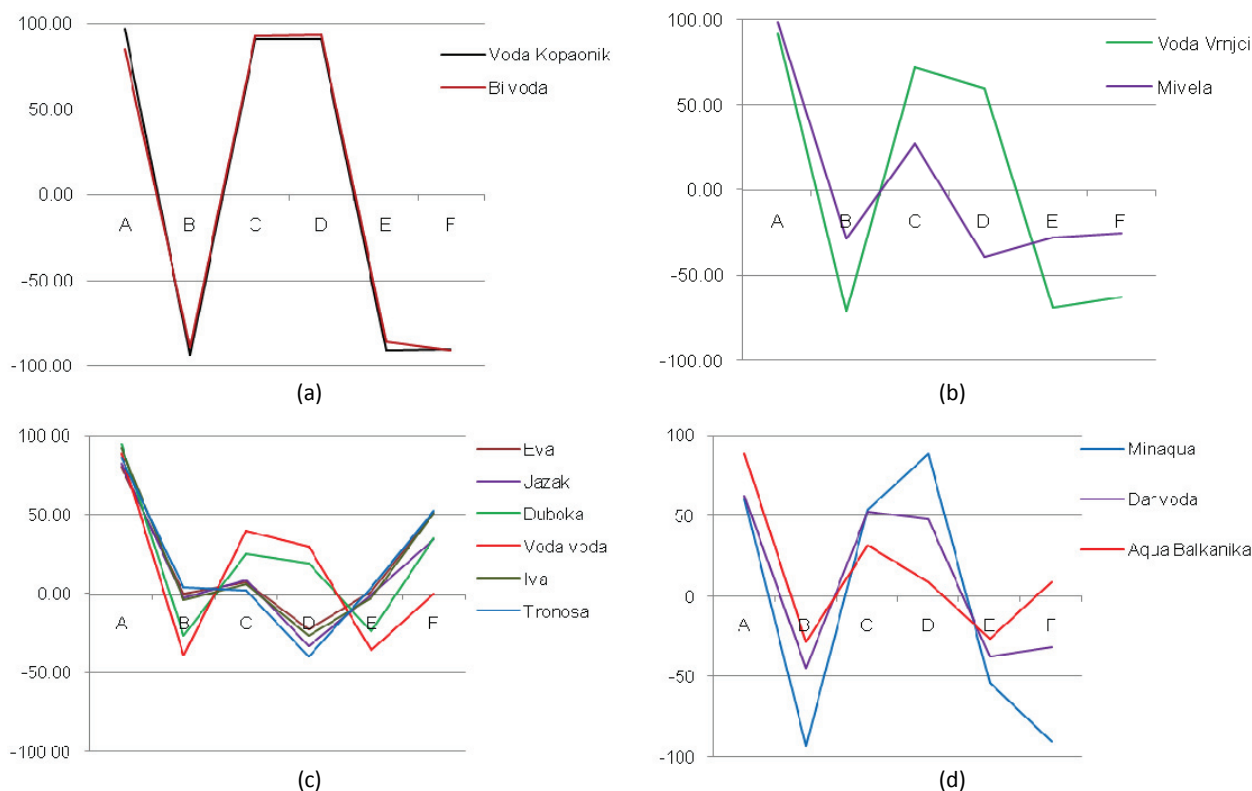 100.00
50.00
0.00
-50.00
-100.00
A B C D E F
Voda Kopaonik
Bi voda
(a)
100.00
50.00
0.00
-50.00
-100.00
A B C D E F
Voda Vrnjci
Mivela
(b)
100.00
50.00
0.00
-50.00
-100.00
A B C D E F
Eva
Jazak
Duboka
Voda voda
Iva
Tronosa
(c)
100
50
0
-50
-100
A B C D E F
Minaqua
Dar voda
Aqua Balkanika
(d)